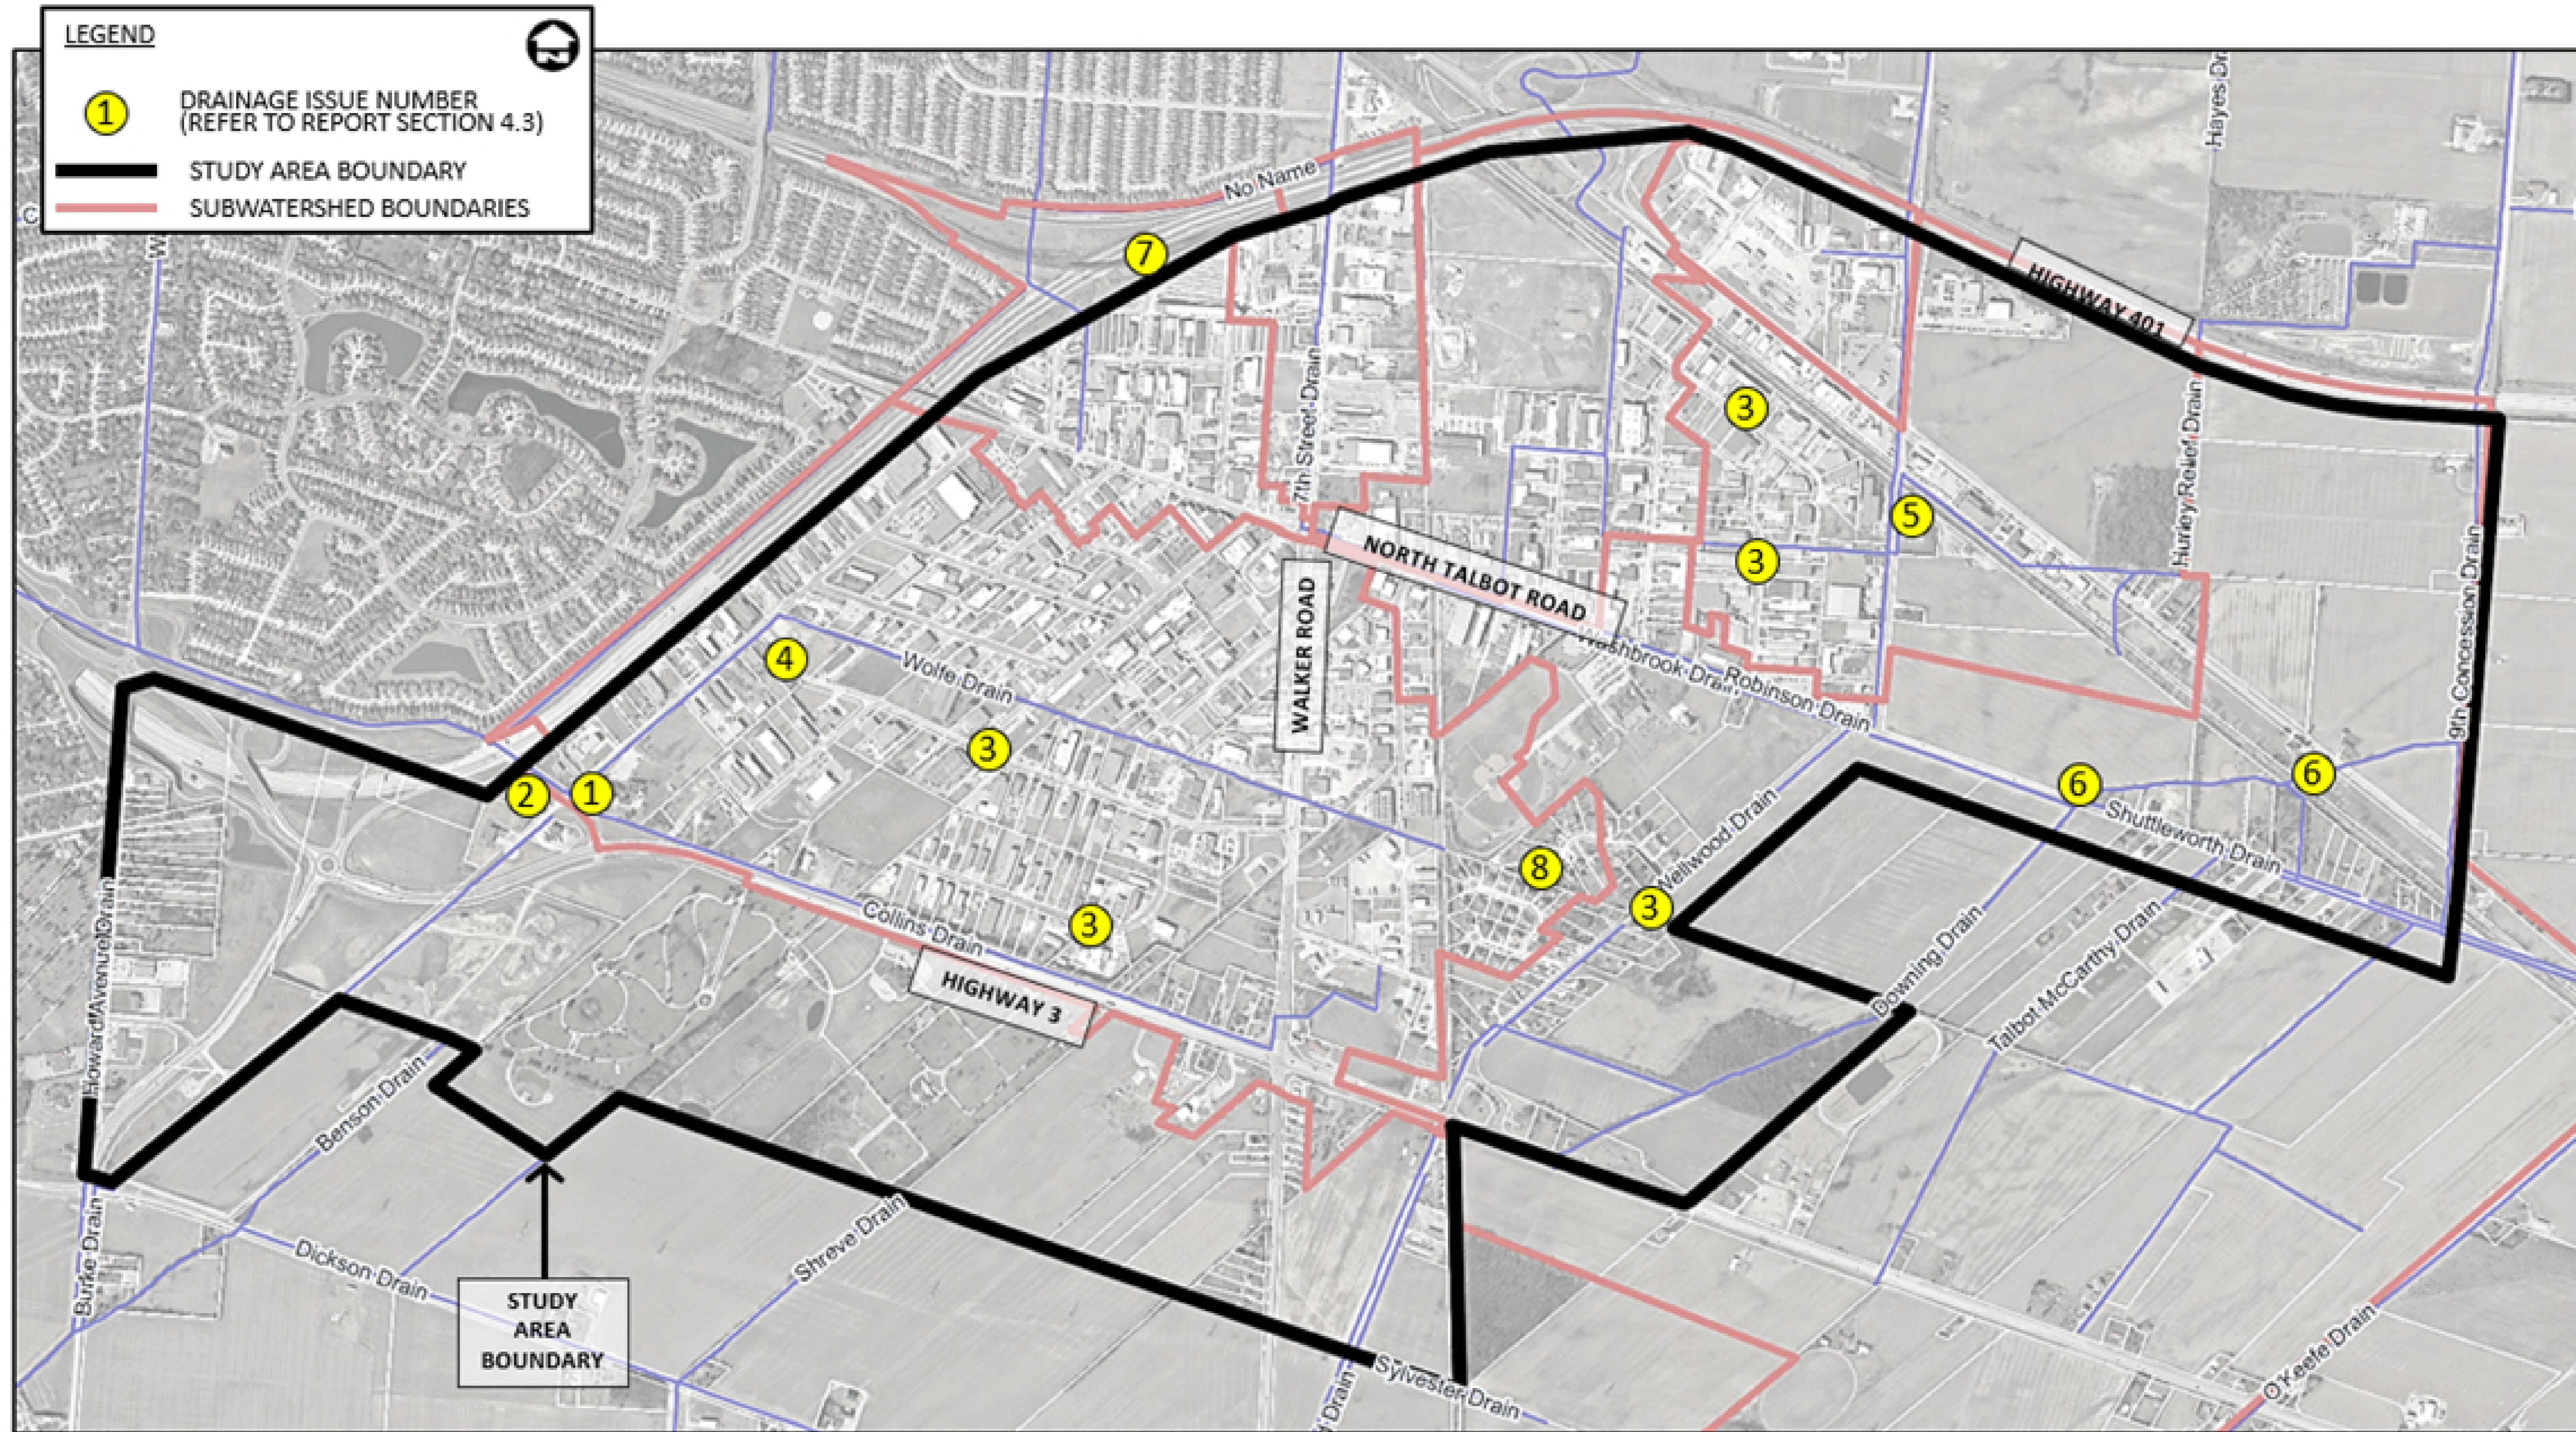 LEGEND
1
DRAINAGE ISSUE NUMBER
(REFER TO REPORT SECTION 4.3)
STUDY AREA BOUNDARY
SUBWATERSHED BOUNDARIES
N
Hayes Dr
No Name
7
HIGHWAY 401
7th Street Drain
3
Hurley Relief Drain
5
NORTH TALBOT ROAD
3
9th Concession Drain
WALKER ROAD
4
Wolfe Drain
Washbrook Drain
Robinson Drain
3
2
1
6
6
Shuttleworth Drain
Wellwood Drain
8
3
Howard Avenue Drain
Collins Drain
3
HIGHWAY 3
Downing Drain
Talbot McCarthy Drain
Benson Drain
Burke Drain
Dickson Drain
Shreve Drain
STUDY
AREA
BOUNDARY
Sylvester Drain
Drain
O'Keefe Drain